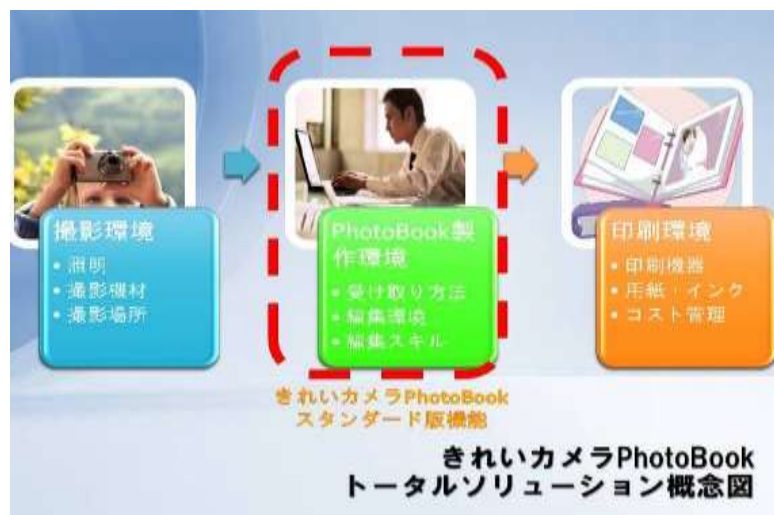 撮影環境
• 照明
• 撮影機材
• 撮影場所
PhotoBook製
作環境
• 受け取り方法
• 編集環境
• 編集スキル
印刷環境
• 印刷機器
• 用紙・インク
• コスト管理
きれいカメラPhotoBook
スタンダード版機能
きれいカメラPhotoBook
トータルソリューション概念図